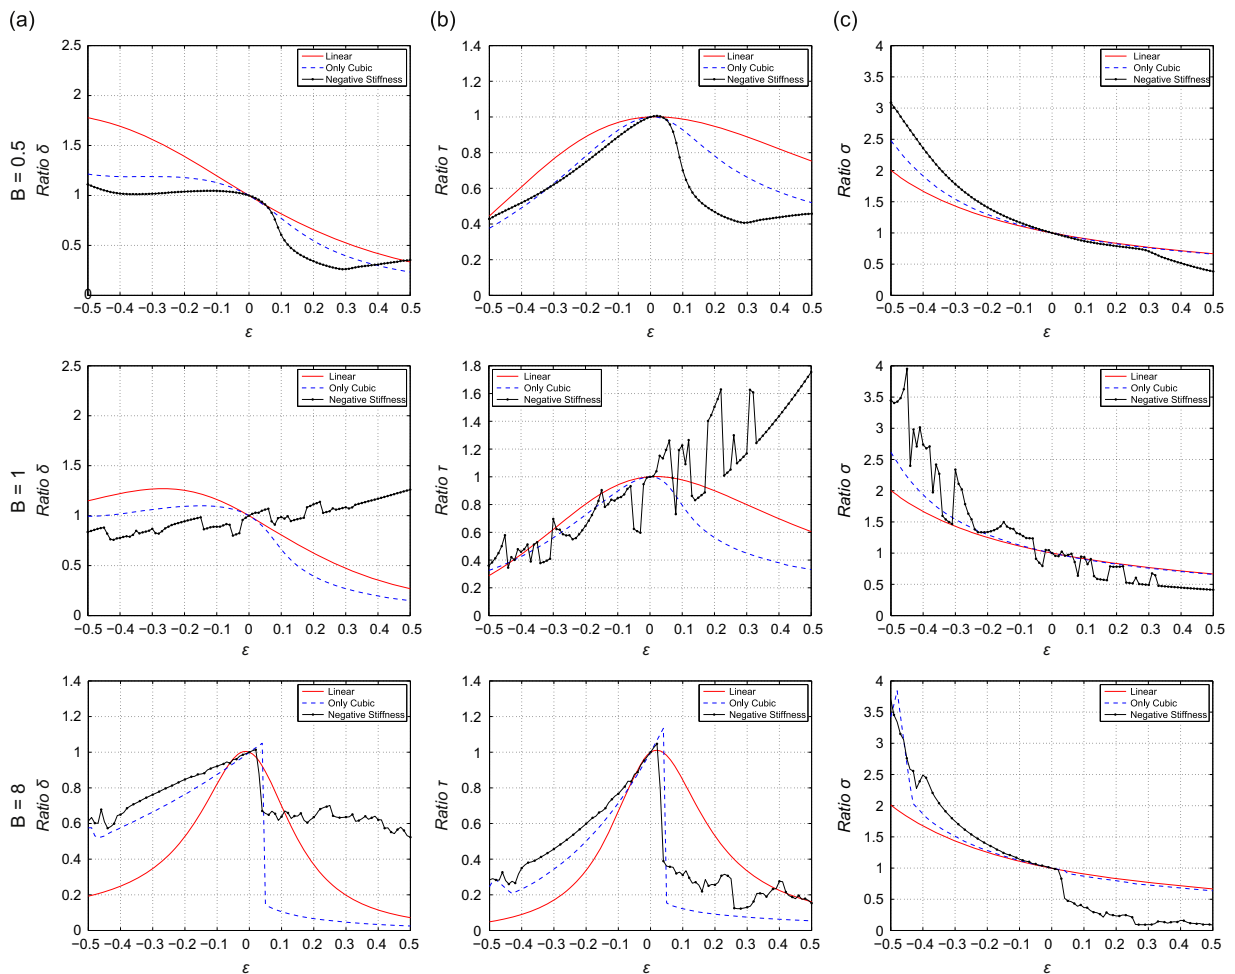 (a)
(b)
(c)
B = 0.5
Ratio δ
2.5
2
1.5
1
0.5
0
−0.5 −0.4 −0.3 −0.2 −0.1 0 0.1 0.2 0.3 0.4 0.5
ε
Linear
Only Cubic
Negative Stiffness
Ratio τ
1.4
1.2
1
0.8
0.6
0.4
0.2
0
−0.5 −0.4 −0.3 −0.2 −0.1 0 0.1 0.2 0.3 0.4 0.5
ε
Linear
Only Cubic
Negative Stiffness
Ratio σ
4
3.5
3
2.5
2
1.5
1
0.5
0
−0.5 −0.4 −0.3 −0.2 −0.1 0 0.1 0.2 0.3 0.4 0.5
ε
Linear
Only Cubic
Negative Stiffness
B = 1
Ratio δ
2.5
2
1.5
1
0.5
0
−0.5 −0.4 −0.3 −0.2 −0.1 0 0.1 0.2 0.3 0.4 0.5
ε
Linear
Only Cubic
Negative Stiffness
Ratio τ
1.8
1.6
1.4
1.2
1
0.8
0.6
0.4
0.2
0
−0.5 −0.4 −0.3 −0.2 −0.1 0 0.1 0.2 0.3 0.4 0.5
ε
Linear
Only Cubic
Negative Stiffness
Ratio σ
4
3.5
3
2.5
2
1.5
1
0.5
0
−0.5 −0.4 −0.3 −0.2 −0.1 0 0.1 0.2 0.3 0.4 0.5
ε
Linear
Only Cubic
Negative Stiffness
B = 8
Ratio δ
1.4
1.2
1
0.8
0.6
0.4
0.2
0
−0.5 −0.4 −0.3 −0.2 −0.1 0 0.1 0.2 0.3 0.4 0.5
ε
Linear
Only Cubic
Negative Stiffness
Ratio τ
1.4
1.2
1
0.8
0.6
0.4
0.2
0
−0.5 −0.4 −0.3 −0.2 −0.1 0 0.1 0.2 0.3 0.4 0.5
ε
Linear
Only Cubic
Negative Stiffness
Ratio σ
4
3.5
3
2.5
2
1.5
1
0.5
0
−0.5 −0.4 −0.3 −0.2 −0.1 0 0.1 0.2 0.3 0.4 0.5
ε
Linear
Only Cubic
Negative Stiffness